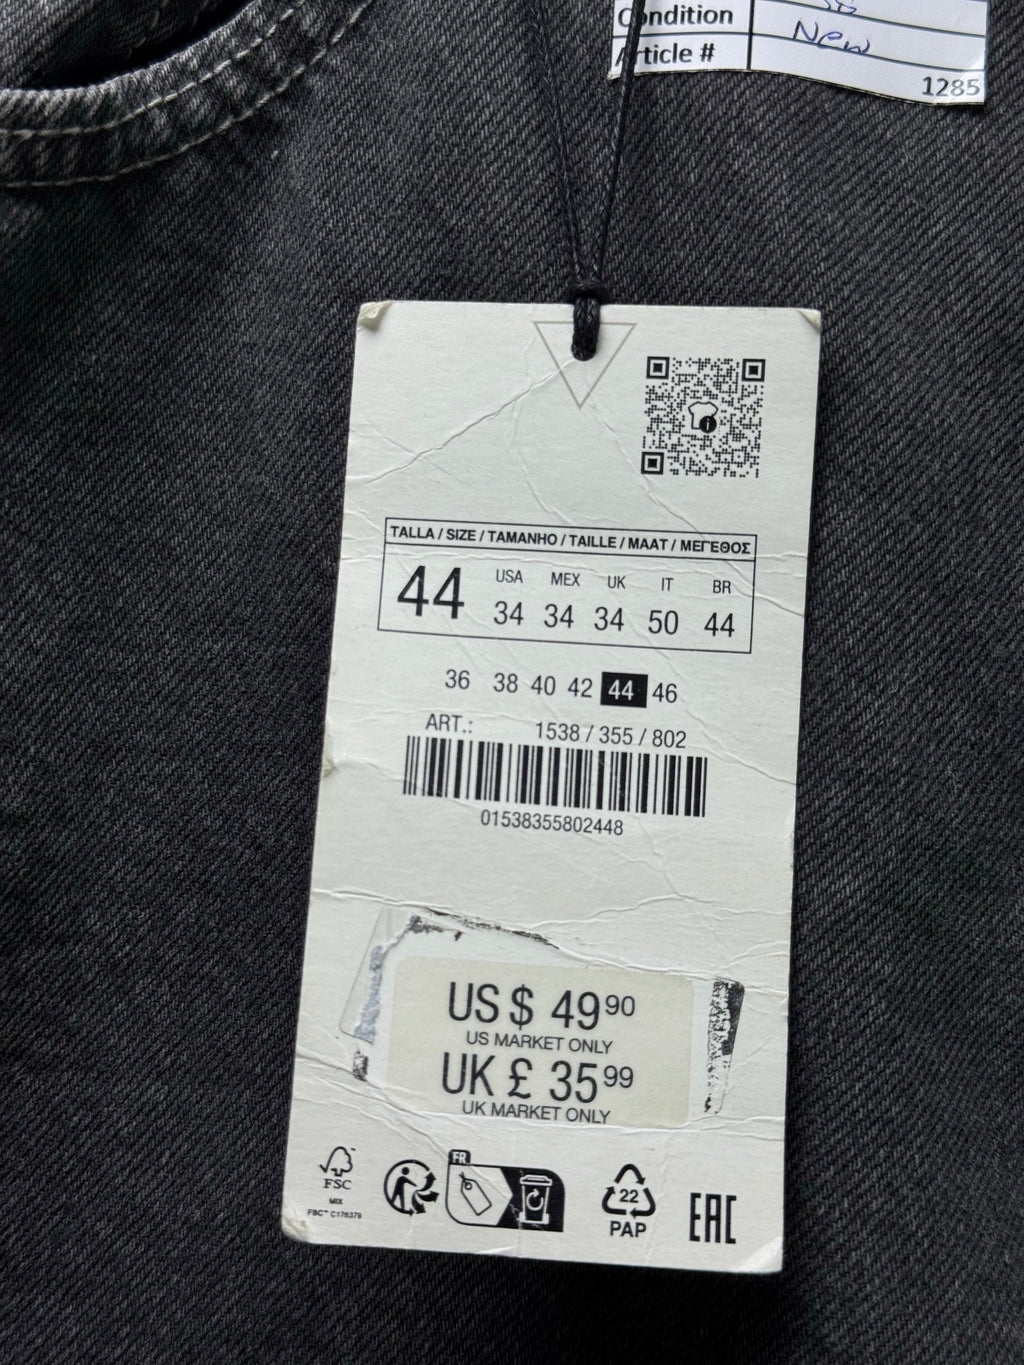 Condition
New
Article #
1285
TALLA / SIZE / TAMANHO / TAILLE / MAAT / ΜΕΓΕΘΟΣ
44
USA MEX UK IT BR
34 34 34 50 44
36 38 40 42 44 46
ART.: 1538 / 355 / 802
01538355802448
US $ 49 90
US MARKET ONLY
UK £ 35 99
UK MARKET ONLY
FSC
MIX
FSC™ C176379
FR
22
PAP
EAC